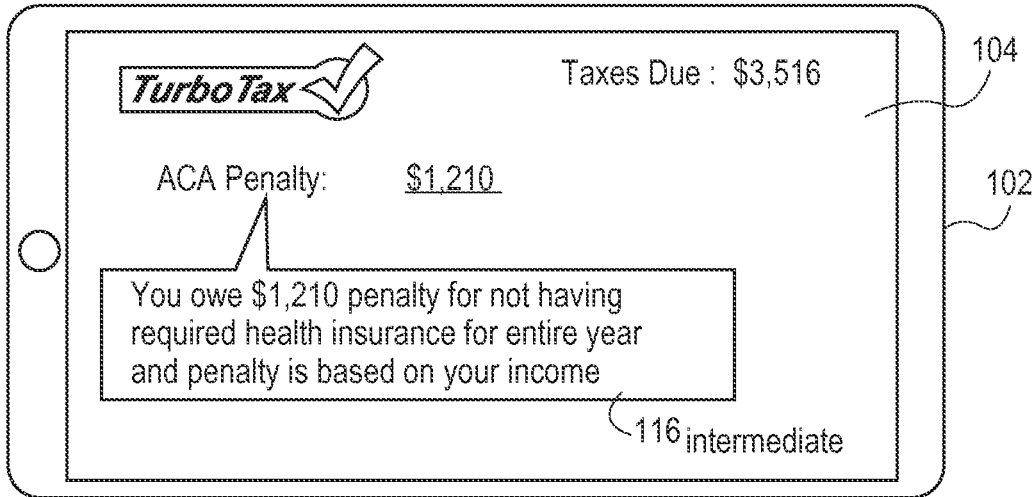 TurboTax
Taxes Due : $3,516
104
ACA Penalty: $1,210
102
You owe $1,210 penalty for not having
required health insurance for entire year
and penalty is based on your income
116 intermediate